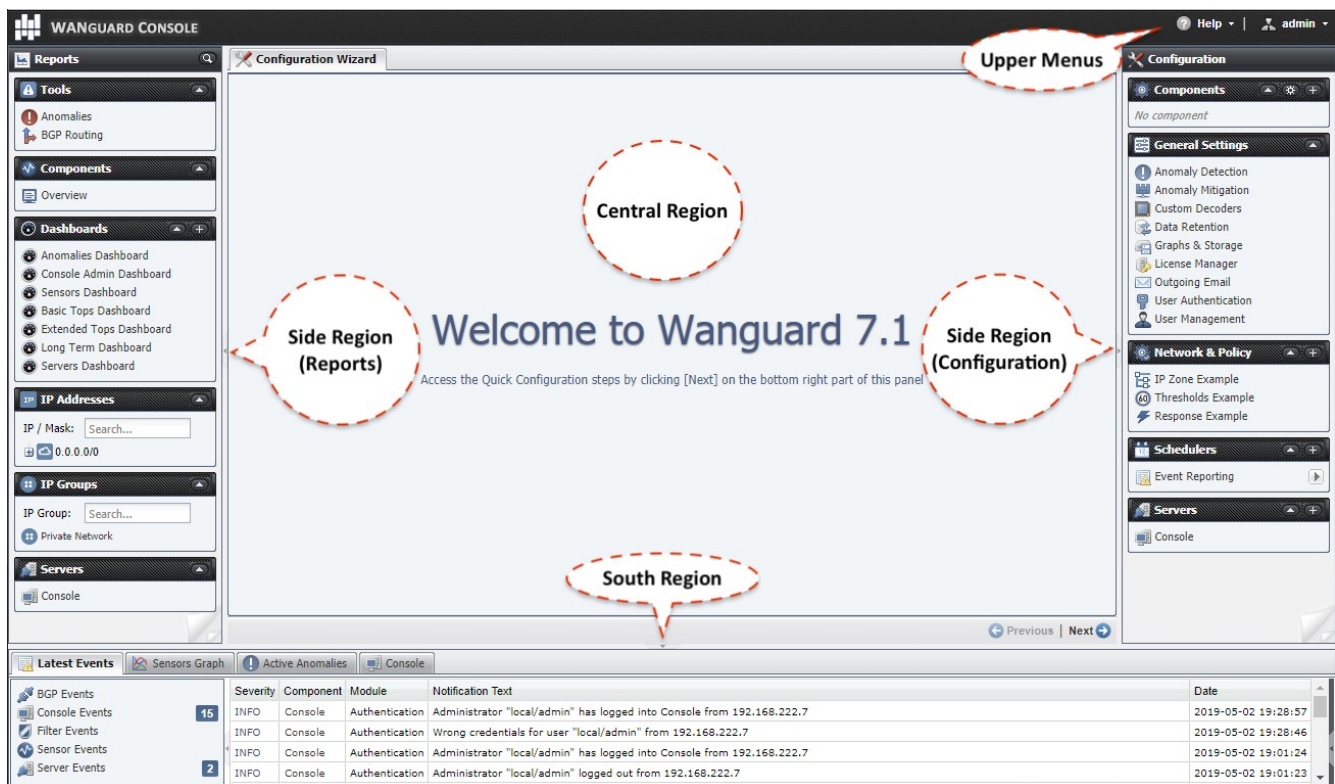 WANGUARD CONSOLE
Help
admin
Reports
Tools
Anomalies
BGP Routing
Components
Overview
Dashboards
Anomalies Dashboard
Console Admin Dashboard
Sensors Dashboard
Basic Tops Dashboard
Extended Tops Dashboard
Long Term Dashboard
Servers Dashboard
IP Addresses
IP / Mask: Search...
0.0.0.0/0
IP Groups
IP Group: Search...
Private Network
Servers
Console
Configuration Wizard
Upper Menus
Central Region
Side Region
(Reports)
Welcome to Wanguard 7.1
Access the Quick Configuration steps by clicking [Next] on the bottom right part of this panel
Side Region
(Configuration)
South Region
Previous | Next
Configuration
Components
No component
General Settings
Anomaly Detection
Anomaly Mitigation
Custom Decoders
Data Retention
Graphs & Storage
License Manager
Outgoing Email
User Authentication
User Management
Network & Policy
IP Zone Example
60 Thresholds Example
Response Example
Schedulers
Event Reporting
Servers
Console
Latest Events
Sensors Graph
Active Anomalies
Console
BGP Events
Console Events 15
Filter Events
Sensor Events
Server Events 2
Severity Component Module Notification Text Date
INFO Console Authentication Administrator "local/admin" has logged into Console from 192.168.222.7 2019-05-02 19:28:57
INFO Console Authentication Wrong credentials for user "local/admin" from 192.168.222.7 2019-05-02 19:28:46
INFO Console Authentication Administrator "local/admin" has logged into Console from 192.168.222.7 2019-05-02 19:01:24
INFO Console Authentication Administrator "local/admin" logged out from 192.168.222.7 2019-05-02 19:01:23